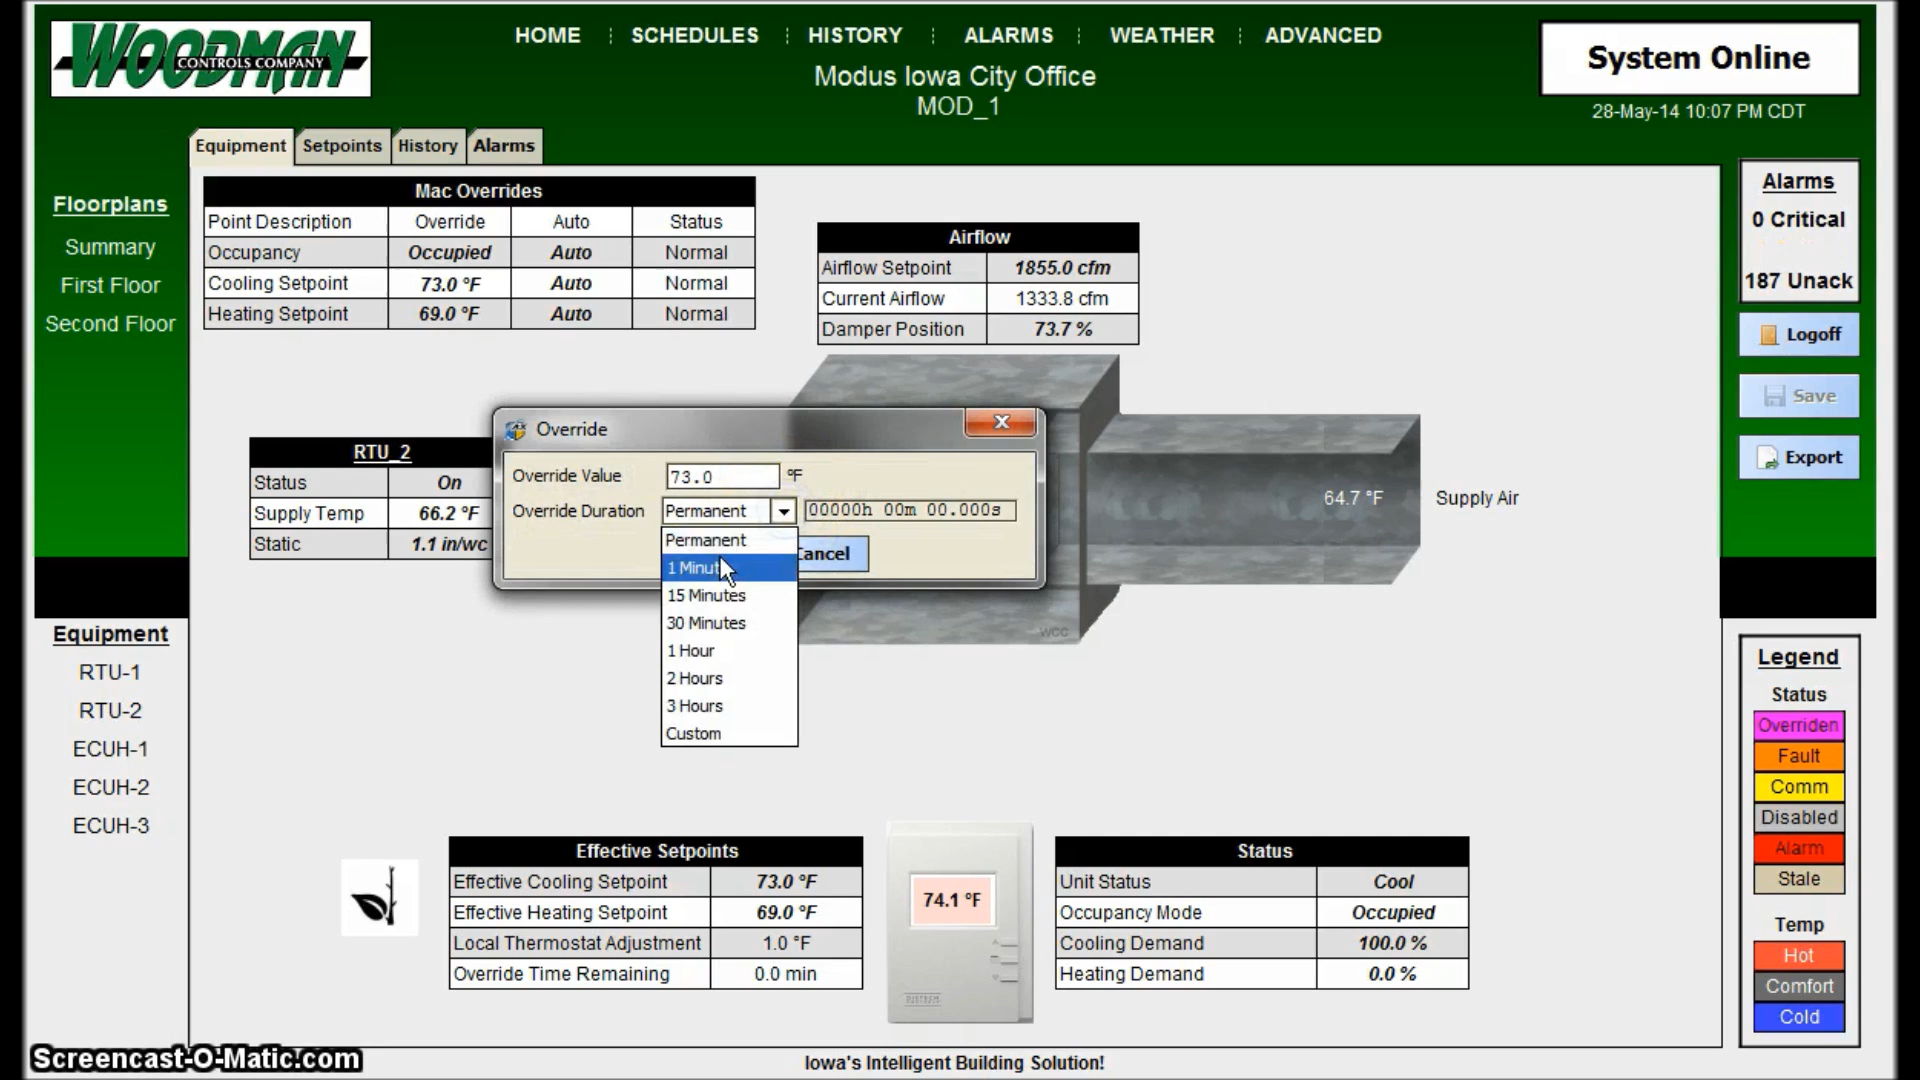 WOODMAN
CONTROLS COMPANY
HOME
SCHEDULES
HISTORY
ALARMS
WEATHER
ADVANCED
Modus Iowa City Office
MOD_1
System Online
28-May-14 10:07 PM CDT
Equipment
Setpoints
History
Alarms
Floorplans
Summary
First Floor
Second Floor
Mac Overrides
Point Description Override Auto Status
Occupancy Occupied Auto Normal
Cooling Setpoint 73.0 °F Auto Normal
Heating Setpoint 69.0 °F Auto Normal
Airflow
Airflow Setpoint 1855.0 cfm
Current Airflow 1333.8 cfm
Damper Position 73.7 %
Alarms
0 Critical
187 Unack
Logoff
Save
Export
RTU_2
Status On
Supply Temp 66.2 °F
Static 1.1 in/wc
Override
Override Value 73.0 °F
Override Duration Permanent 00000h 00m 00.000s
Cancel
Permanent
1 Minut
15 Minutes
30 Minutes
1 Hour
2 Hours
3 Hours
Custom
64.7 °F
Supply Air
WCC
Equipment
RTU-1
RTU-2
ECUH-1
ECUH-2
ECUH-3
Effective Setpoints
Effective Cooling Setpoint 73.0 °F
Effective Heating Setpoint 69.0 °F
Local Thermostat Adjustment 1.0 °F
Override Time Remaining 0.0 min
74.1 °F
Status
Unit Status Cool
Occupancy Mode Occupied
Cooling Demand 100.0 %
Heating Demand 0.0 %
Legend
Status
Overriden
Fault
Comm
Disabled
Alarm
Stale
Temp
Hot
Comfort
Cold
Screencast-O-Matic.com
Iowa's Intelligent Building Solution!